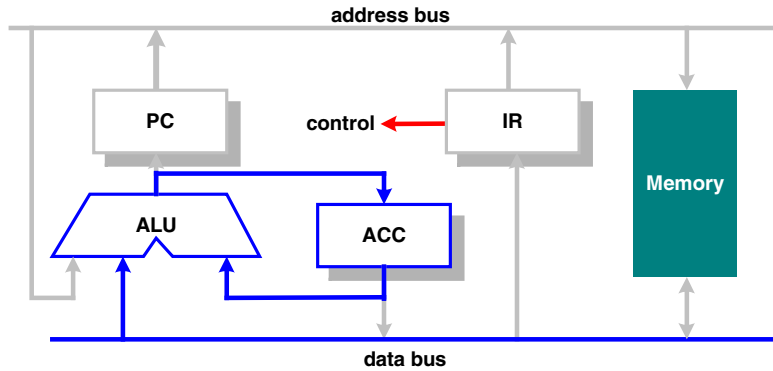 address bus
PC
control
IR
Memory
ALU
ACC
data bus